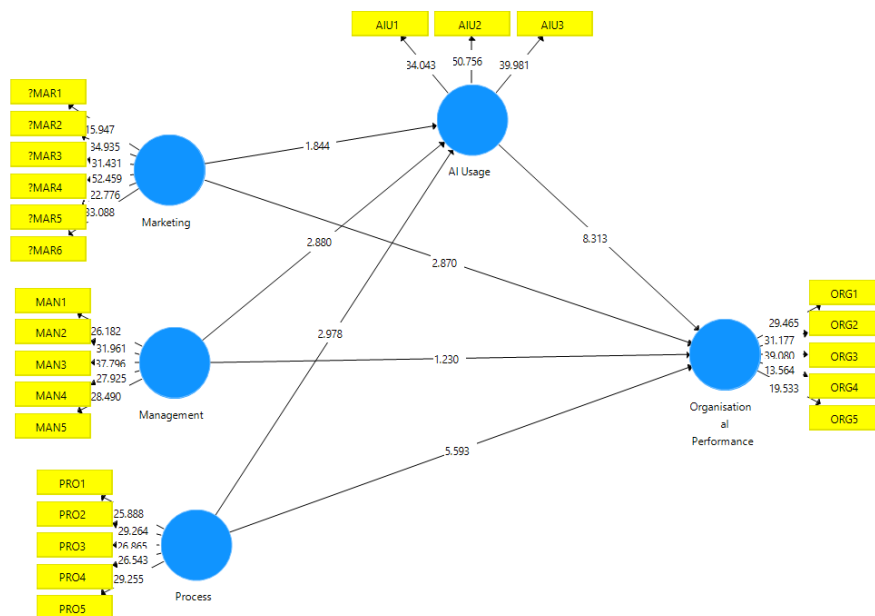 AIU1 AIU2 AIU3
34.043 50.756 39.981
AI Usage
?MAR1
?MAR2
?MAR3
?MAR4
?MAR5
?MAR6
15.947
34.935
31.431
52.459
22.776
33.088
Marketing
1.844
2.880
2.870
8.313
MAN1
MAN2
MAN3
MAN4
MAN5
26.182
31.961
37.796
27.925
28.490
Management
2.978
1.230
5.593
ORG1
ORG2
ORG3
ORG4
ORG5
29.465
31.177
39.080
13.564
19.533
Organisation
al
Performance
PRO1
PRO2
PRO3
PRO4
PRO5
25.888
29.264
26.865
26.543
29.255
Process